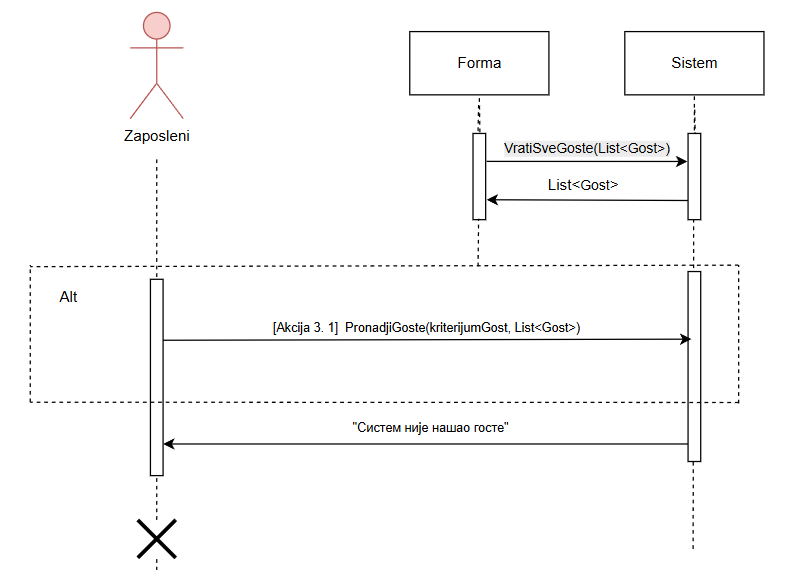 Forma
Sistem
Zaposleni
VratiSveGoste(List<Gost>)
List<Gost>
Alt
[Akcija 3. 1] PronadjiGoste(kriterijumGost, List<Gost>)
"Систем није нашао госте"